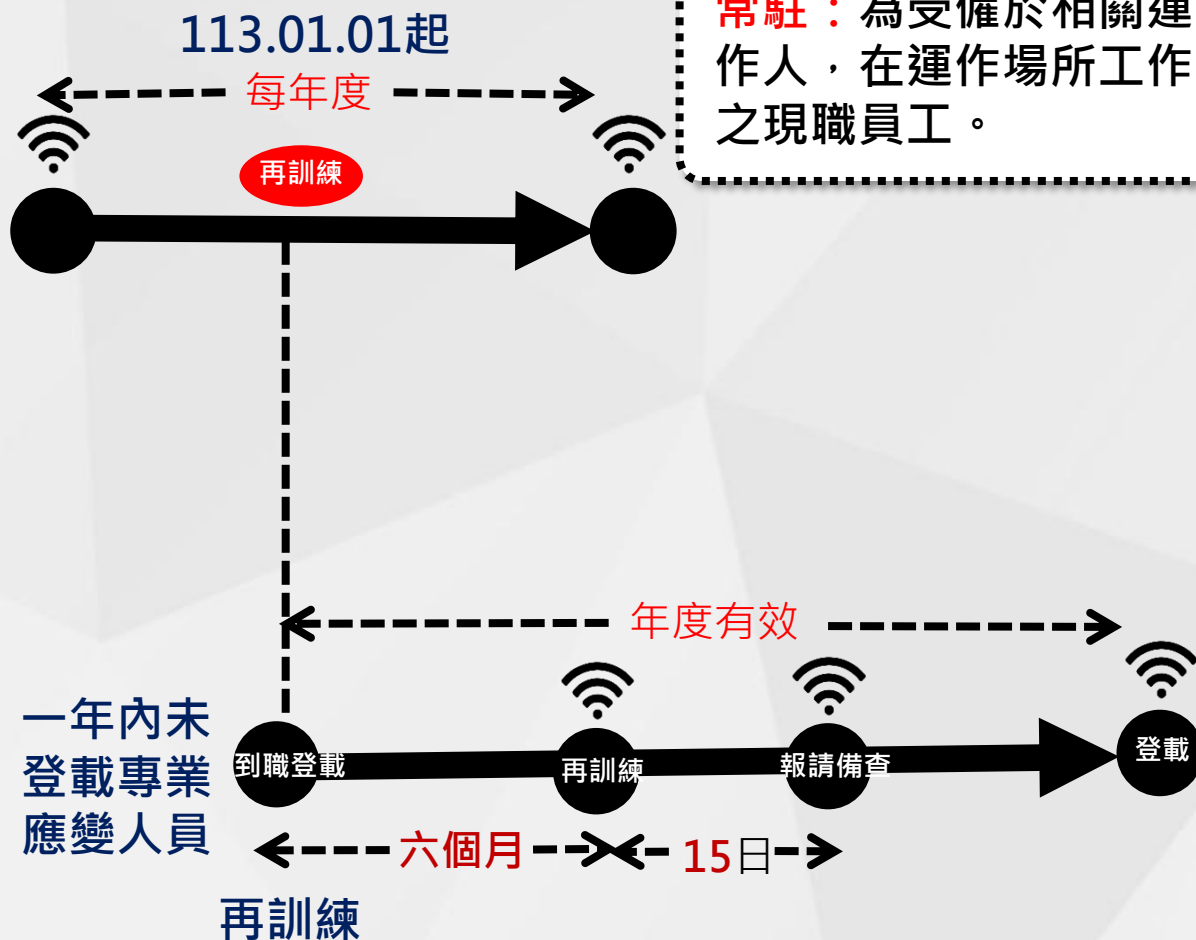 113.01.01起
每年度
再訓練
常駐：為受僱於相關運
作人，在運作場所工作
之現職員工。
年度有效
一年內未
登載專業
應變人員
到職登載
再訓練
報請備查
登載
六個月
15日
再訓練